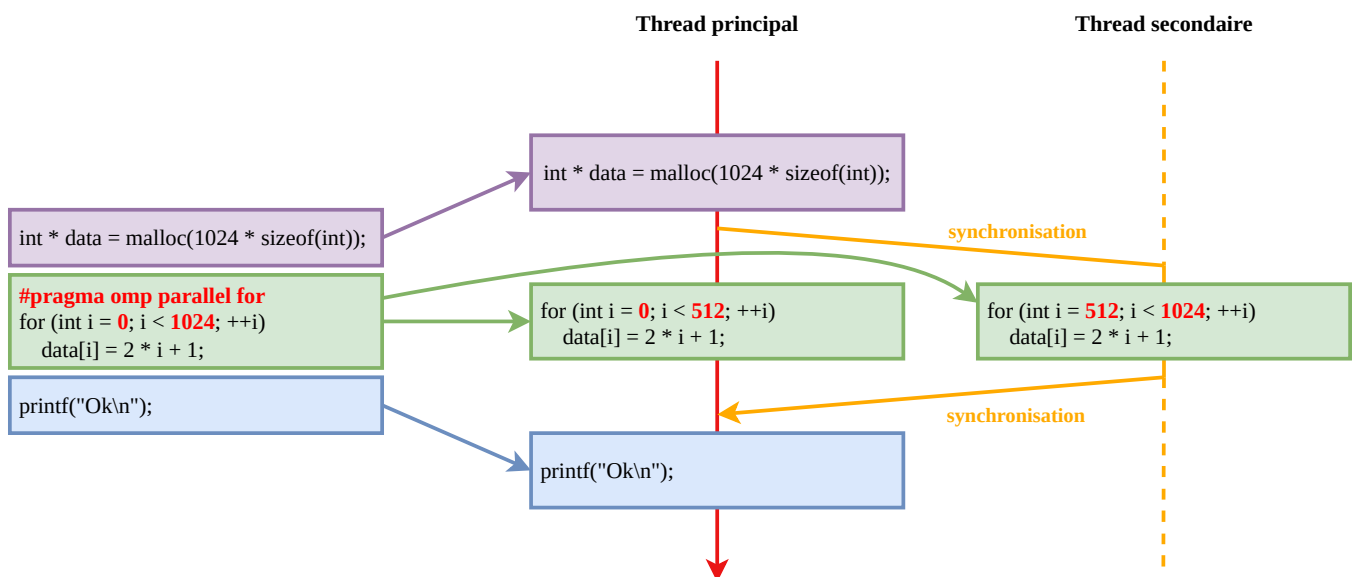 Thread principal
Thread secondaire
int * data = malloc(1024 * sizeof(int));
int * data = malloc(1024 * sizeof(int));
synchronisation
#pragma omp parallel for
for (int i = 0; i < 1024; ++i)
data[i] = 2 * i + 1;
for (int i = 0; i < 512; ++i)
data[i] = 2 * i + 1;
for (int i = 512; i < 1024; ++i)
data[i] = 2 * i + 1;
printf("Ok\n");
synchronisation
printf("Ok\n");